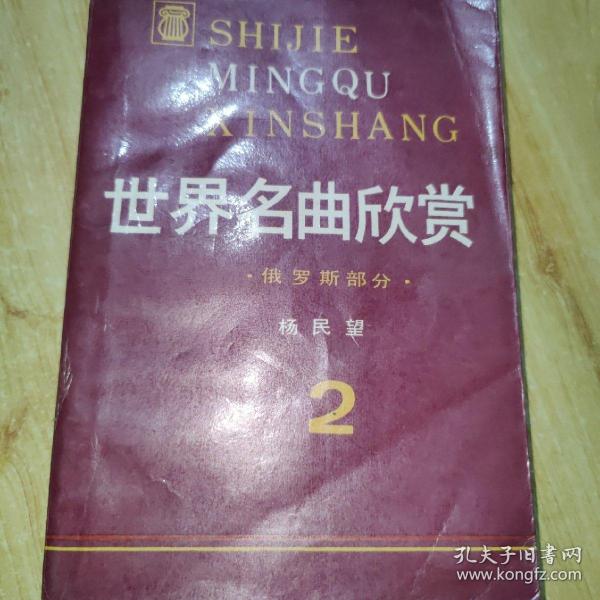 SHIJIE
MINGQU
XINSHANG
世界名曲欣赏
·俄罗斯部分·
杨民望
2
孔夫子旧书网
www.kongfz.com